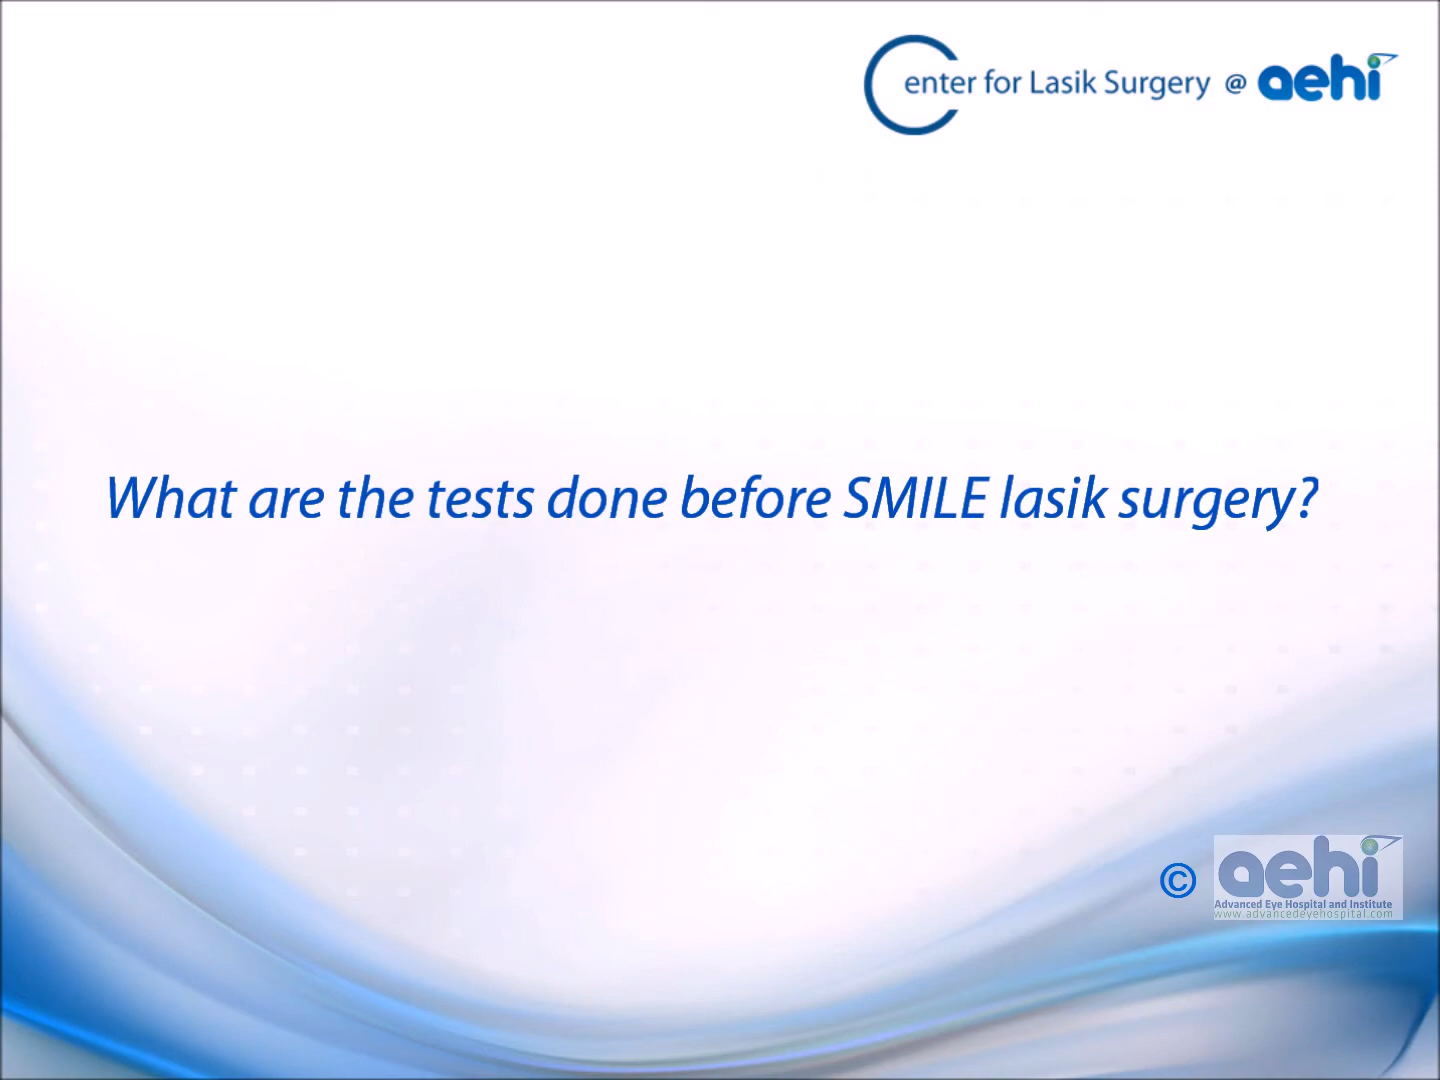 Center for Lasik Surgery @ aehi
What are the tests done before SMILE lasik surgery?
© aehi
Advanced Eye Hospital and Institute
www.advancedeyehospital.com